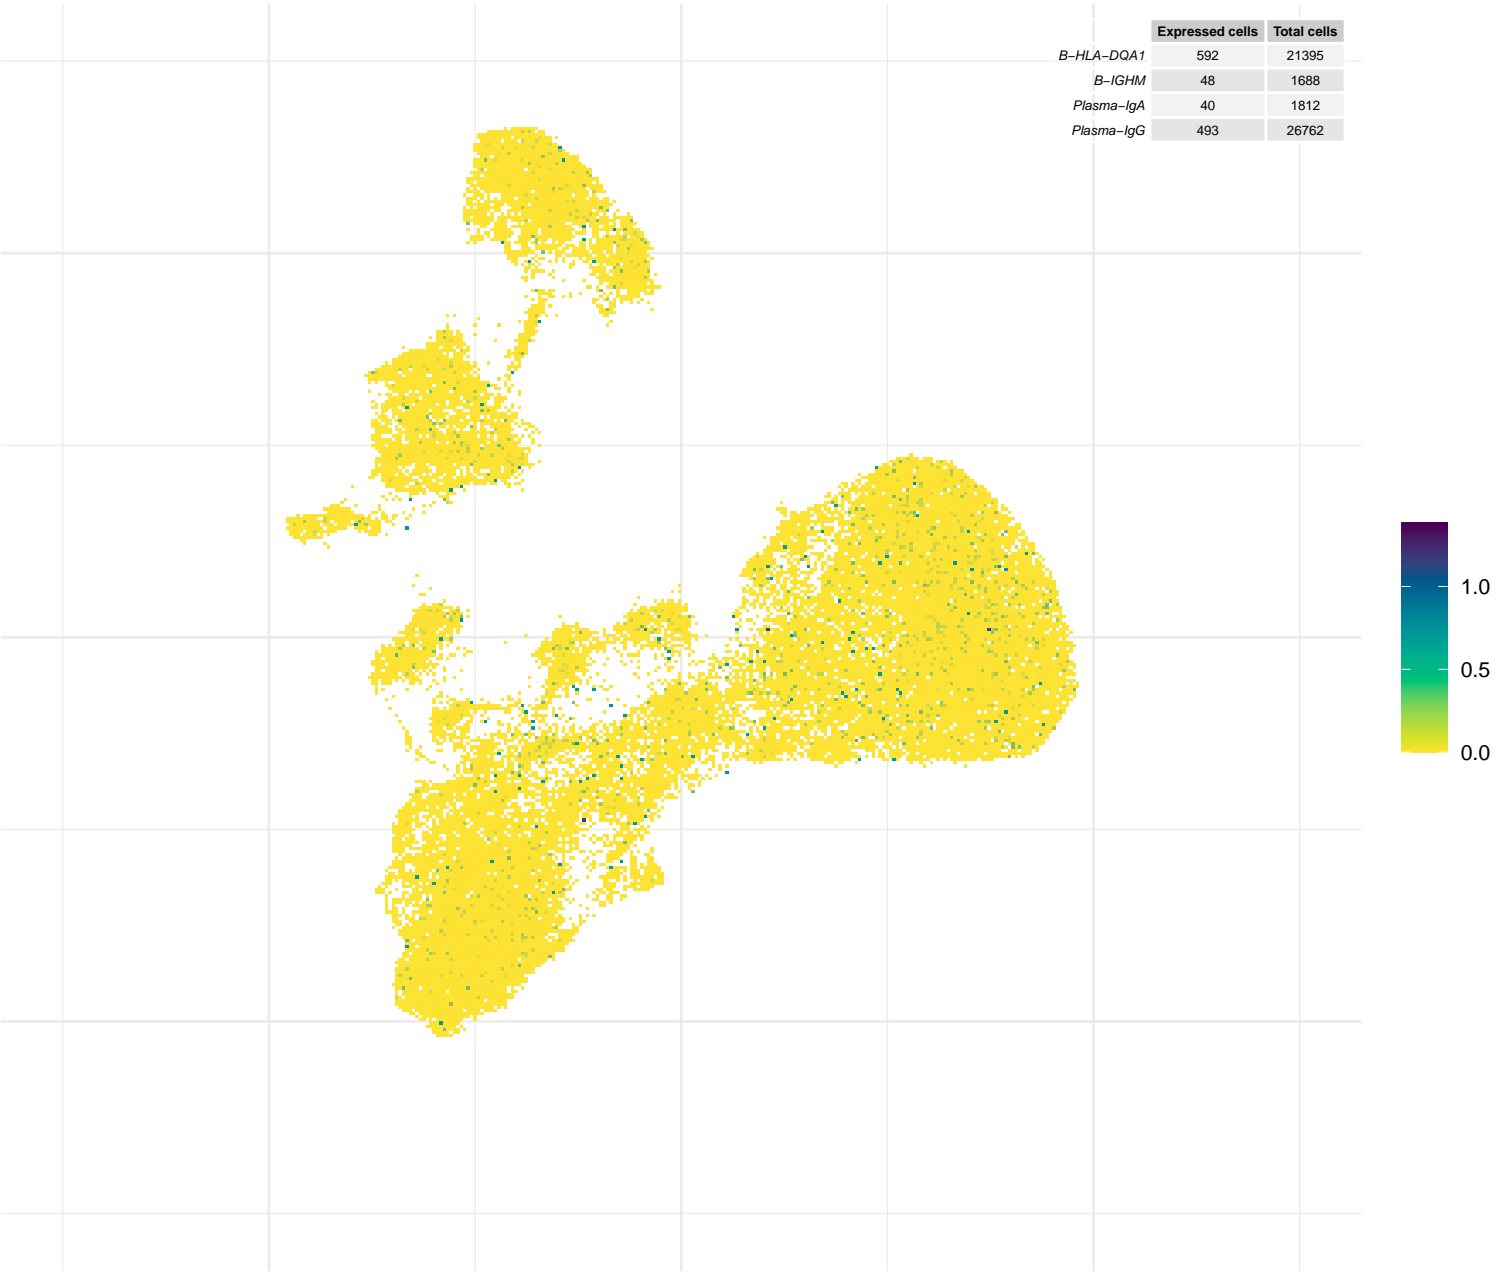 Expressed cells Total cells
B−HLA−DQA1 592 21395
B−IGHM 48 1688
Plasma−IgA 40 1812
Plasma−IgG 493 26762
1.0
0.5
0.0